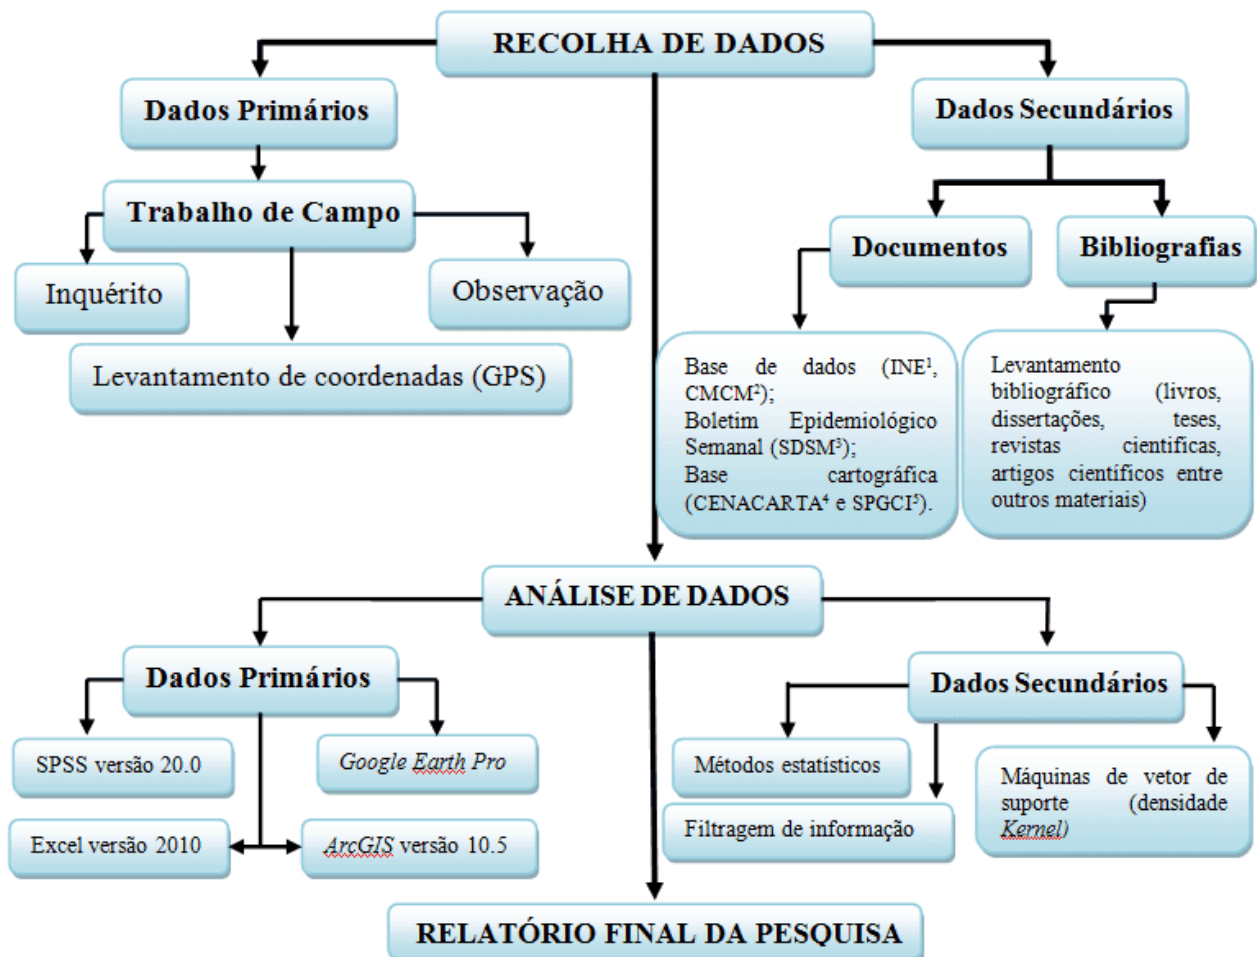 RECOLHA DE DADOS
Dados Primários
Dados Secundários
Trabalho de Campo
Documentos
Bibliografias
Inquérito
Observação
Levantamento de coordenadas (GPS)
Base de dados (INE¹,
CMCM²);
Boletim Epidemiológico
Semanal (SDSM³);
Base cartográfica
(CENACARTA⁴ e SPGCI⁵).
Levantamento
bibliográfico (livros,
dissertações, teses,
revistas cientificas,
artigos científicos entre
outros materiais)
ANÁLISE DE DADOS
Dados Primários
Dados Secundários
SPSS versão 20.0
Google Earth Pro
Métodos estatísticos
Máquinas de vetor de
suporte (densidade
Kernel)
Excel versão 2010
ArcGIS versão 10.5
Filtragem de informação
RELATÓRIO FINAL DA PESQUISA